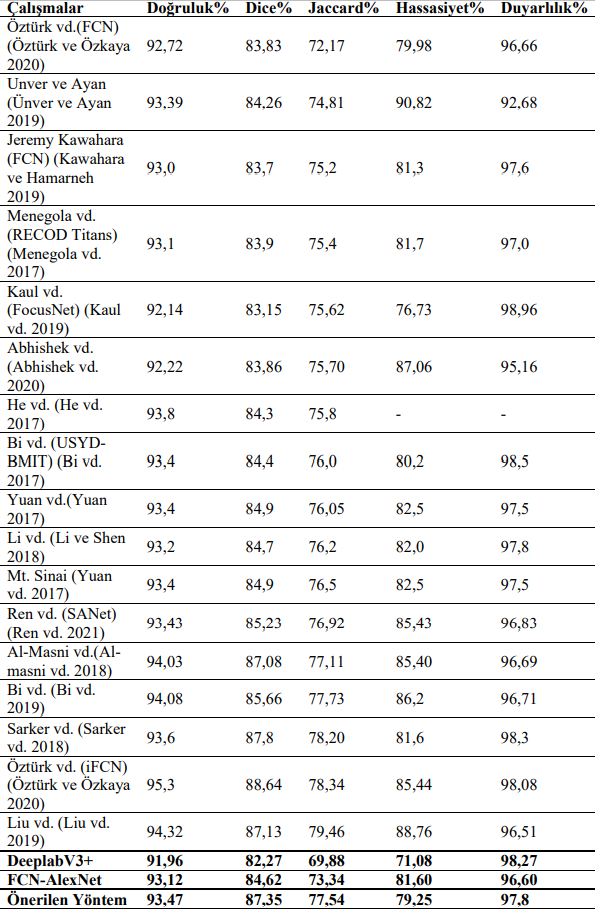 Çalışmalar Doğruluk% Dice% Jaccard% Hassasiyet% Duyarlılık%
Öztürk vd.(FCN)
(Öztürk ve Özkaya 92,72 83,83 72,17 79,98 96,66
2020)
Unver ve Ayan
(Ünver ve Ayan 93,39 84,26 74,81 90,82 92,68
2019)
Jeremy Kawahara
(FCN) (Kawahara 93,0 83,7 75,2 81,3 97,6
ve Hamarneh
2019)
Menegola vd.
(RECOD Titans) 93,1 83,9 75,4 81,7 97,0
(Menegola vd.
2017)
Kaul vd.
(FocusNet) (Kaul 92,14 83,15 75,62 76,73 98,96
vd. 2019)
Abhishek vd.
(Abhishek vd. 92,22 83,86 75,70 87,06 95,16
2020)
He vd. (He vd. 93,8 84,3 75,8 - -
2017)
Bi vd. (USYD-
BMIT) (Bi vd. 93,4 84,4 76,0 80,2 98,5
2017)
Yuan vd.(Yuan 93,4 84,9 76,05 82,5 97,5
2017)
Li vd. (Li ve Shen 93,2 84,7 76,2 82,0 97,8
2018)
Mt. Sinai (Yuan 93,4 84,9 76,5 82,5 97,5
vd. 2017)
Ren vd. (SANet) 93,43 85,23 76,92 85,43 96,83
(Ren vd. 2021)
Al-Masni vd.(Al- 94,03 87,08 77,11 85,40 96,69
masni vd. 2018)
Bi vd. (Bi vd. 94,08 85,66 77,73 86,2 96,71
2019)
Sarker vd. (Sarker 93,6 87,8 78,20 81,6 98,3
vd. 2018)
Öztürk vd. (iFCN)
(Öztürk ve Özkaya 95,3 88,64 78,34 85,44 98,08
2020)
Liu vd. (Liu vd. 94,32 87,13 79,46 88,76 96,51
2019)
DeeplabV3+ 91,96 82,27 69,88 71,08 98,27
FCN-AlexNet 93,12 84,62 73,34 81,60 96,60
Önerilen Yöntem 93,47 87,35 77,54 79,25 97,8